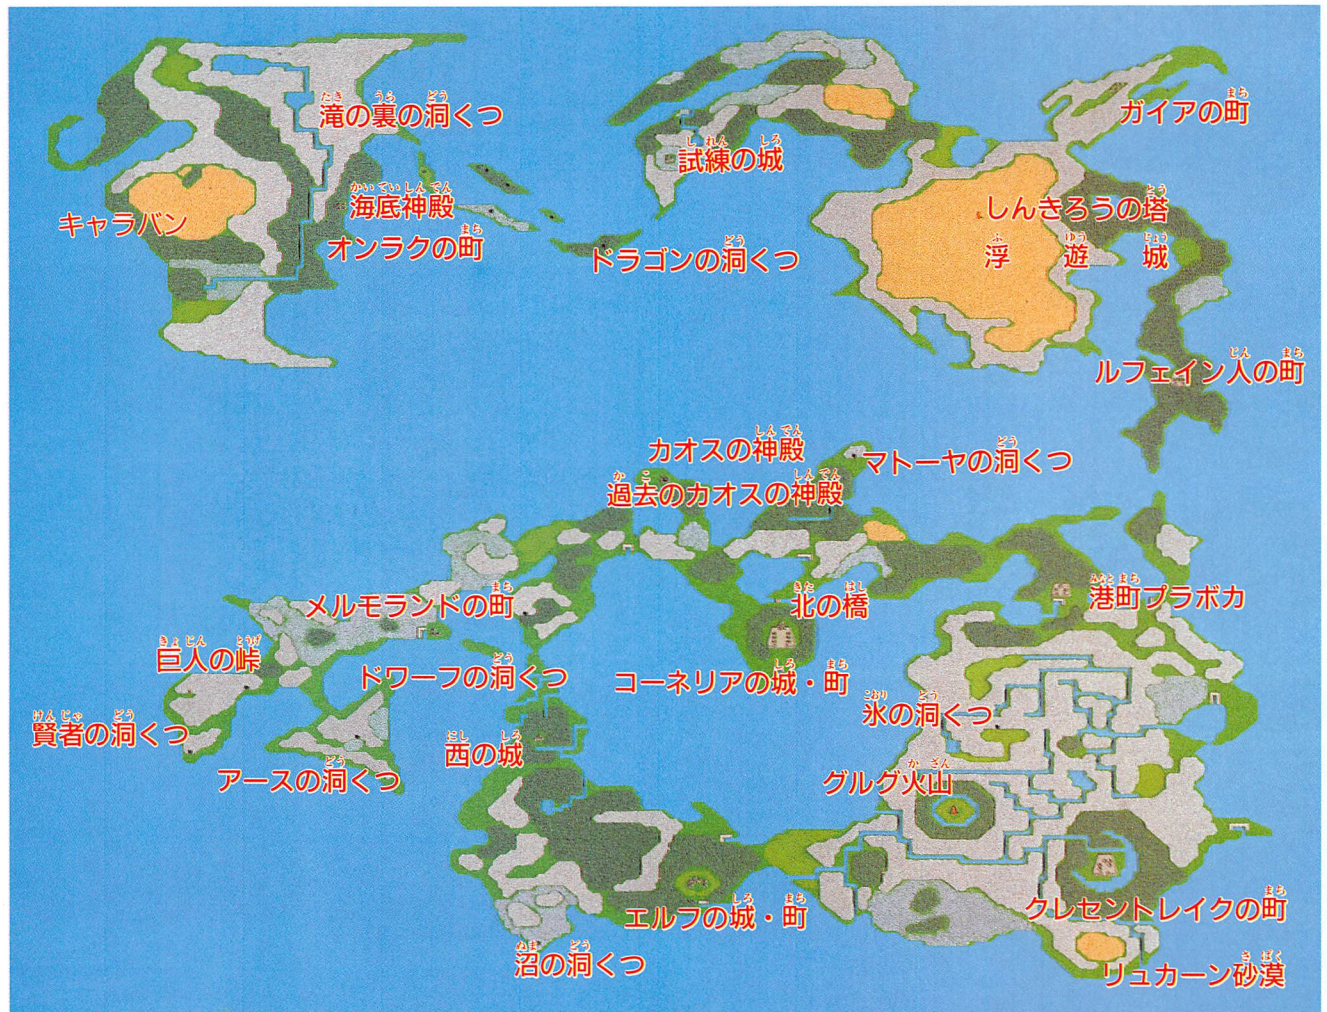 ガイアの町
滝の裏の洞くつ
試練の城
海底神殿
しんきろうの塔
キャラバン
オンラクの町
ドラゴンの洞くつ
浮遊城
ルフェイン人の町
カオスの神殿
マトーヤの洞くつ
過去のカオスの神殿
港町プラボカ
メルモランドの町
北の橋
巨人の峠
ドワーフの洞くつ
コーネリアの城・町
氷の洞くつ
賢者の洞くつ
西の城
アースの洞くつ
グルグ火山
クレセントレイクの町
エルフの城・町
沼の洞くつ
リュカーン砂漠